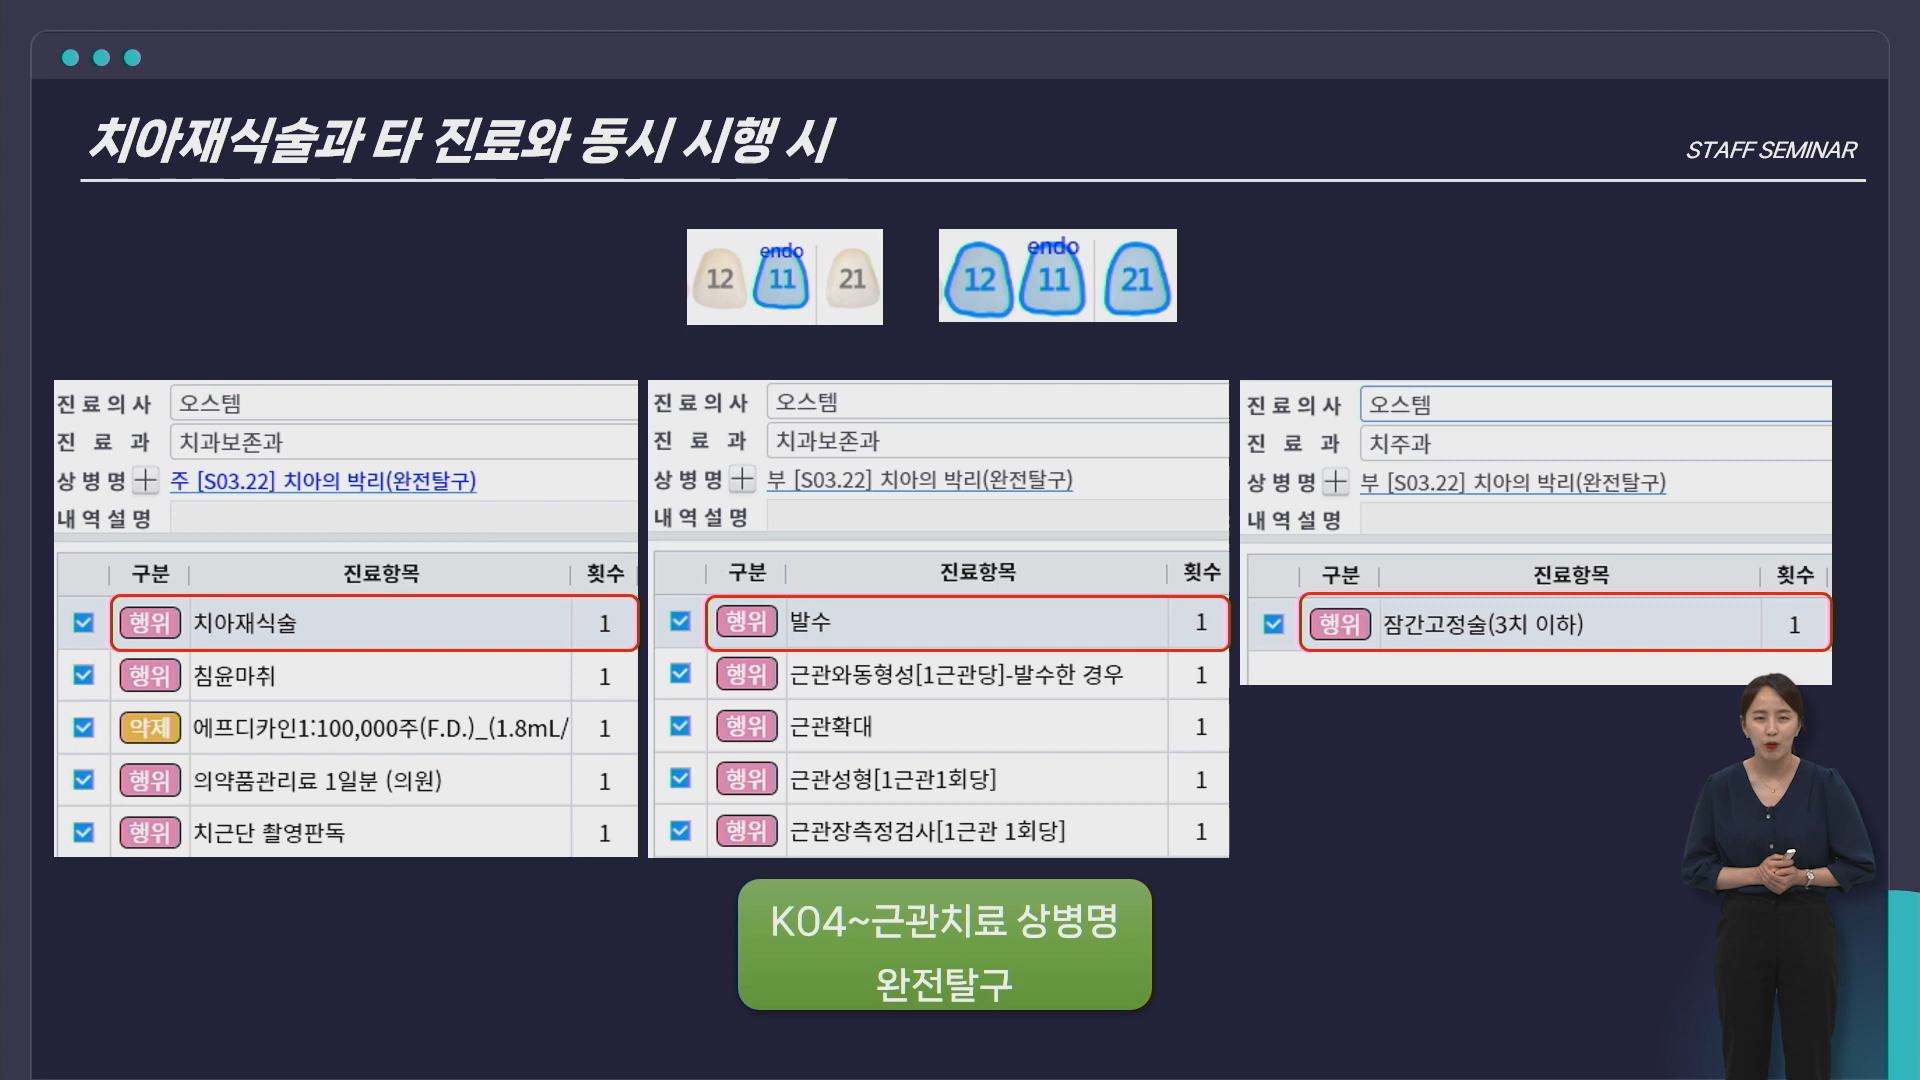 치아재식술과 타 진료와 동시 시행 시
STAFF SEMINAR
endo
12 11 21
endo
12 11 21
진료의사 오스템
진 료 과 치과보존과
상병명 + 주 [S03.22] 치아의 박리(완전탈구)
내역설명
구분 진료항목 횟수
행위 치아재식술 1
행위 침윤마취 1
약제 에프디카인1:100,000주(F.D.)_(1.8mL/ 1
행위 의약품관리료 1일분 (의원) 1
행위 치근단 촬영판독 1
진료의사 오스템
진 료 과 치과보존과
상병명 + 부 [S03.22] 치아의 박리(완전탈구)
내역설명
구분 진료항목 횟수
행위 발수 1
행위 근관와동형성[1근관당]-발수한 경우 1
행위 근관확대 1
행위 근관성형[1근관1회당] 1
행위 근관장측정검사[1근관 1회당] 1
진료의사 오스템
진 료 과 치주과
상병명 + 부 [S03.22] 치아의 박리(완전탈구)
내역설명
구분 진료항목 횟수
행위 잠간고정술(3치 이하) 1
K04~근관치료 상병명
완전탈구